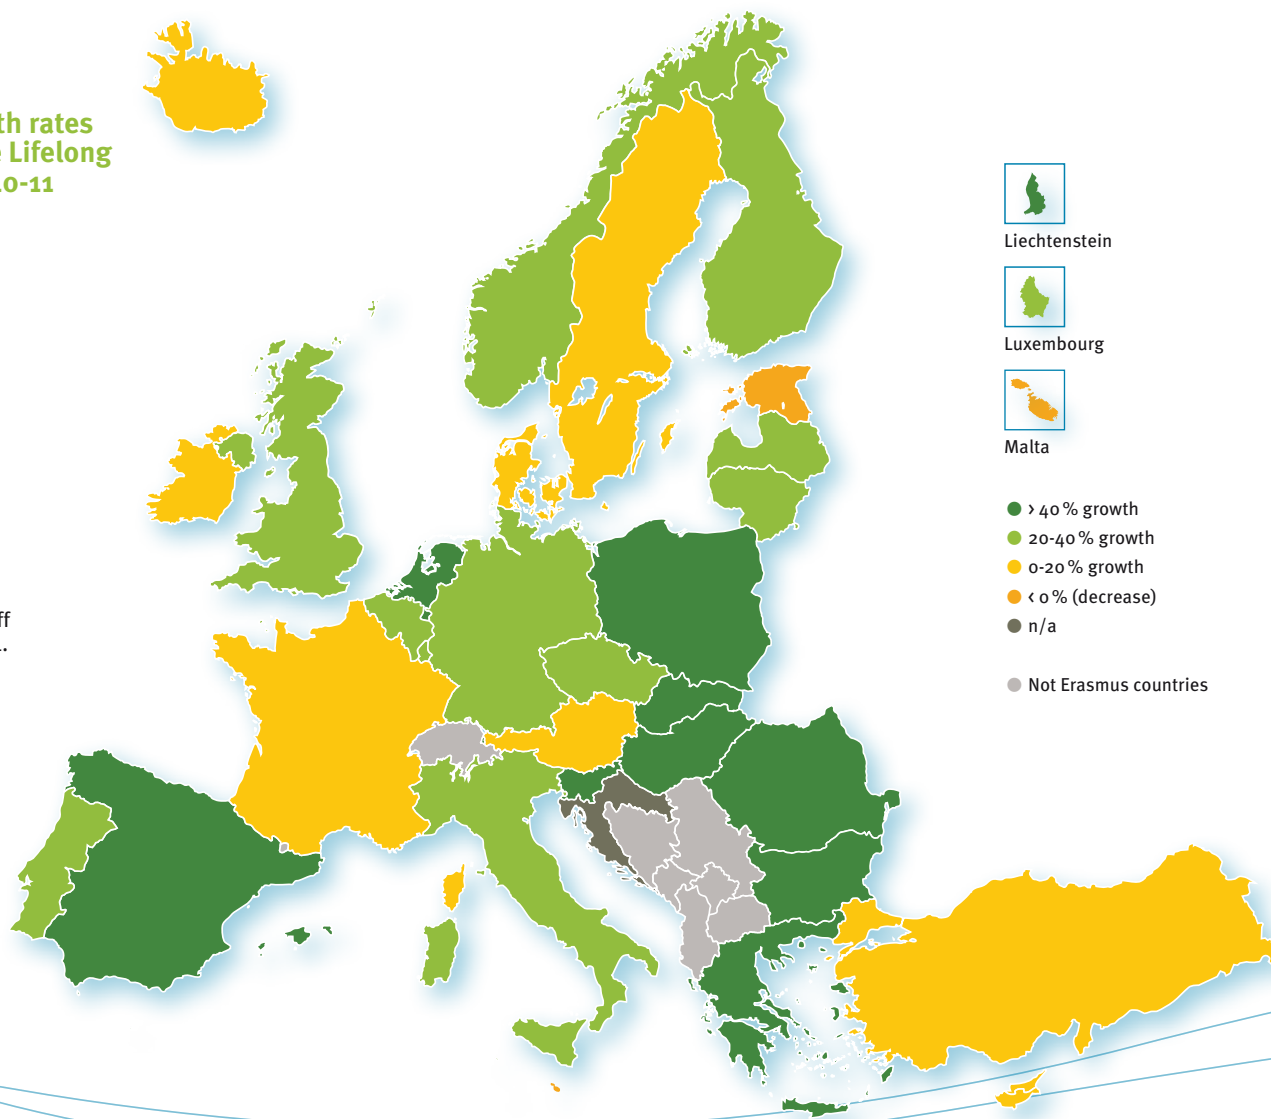 th rates
Lifelong
10-11
Liechtenstein
Luxembourg
Malta
> 40 % growth
20-40 % growth
0-20 % growth
< 0 % (decrease)
n/a
Not Erasmus countries
ff